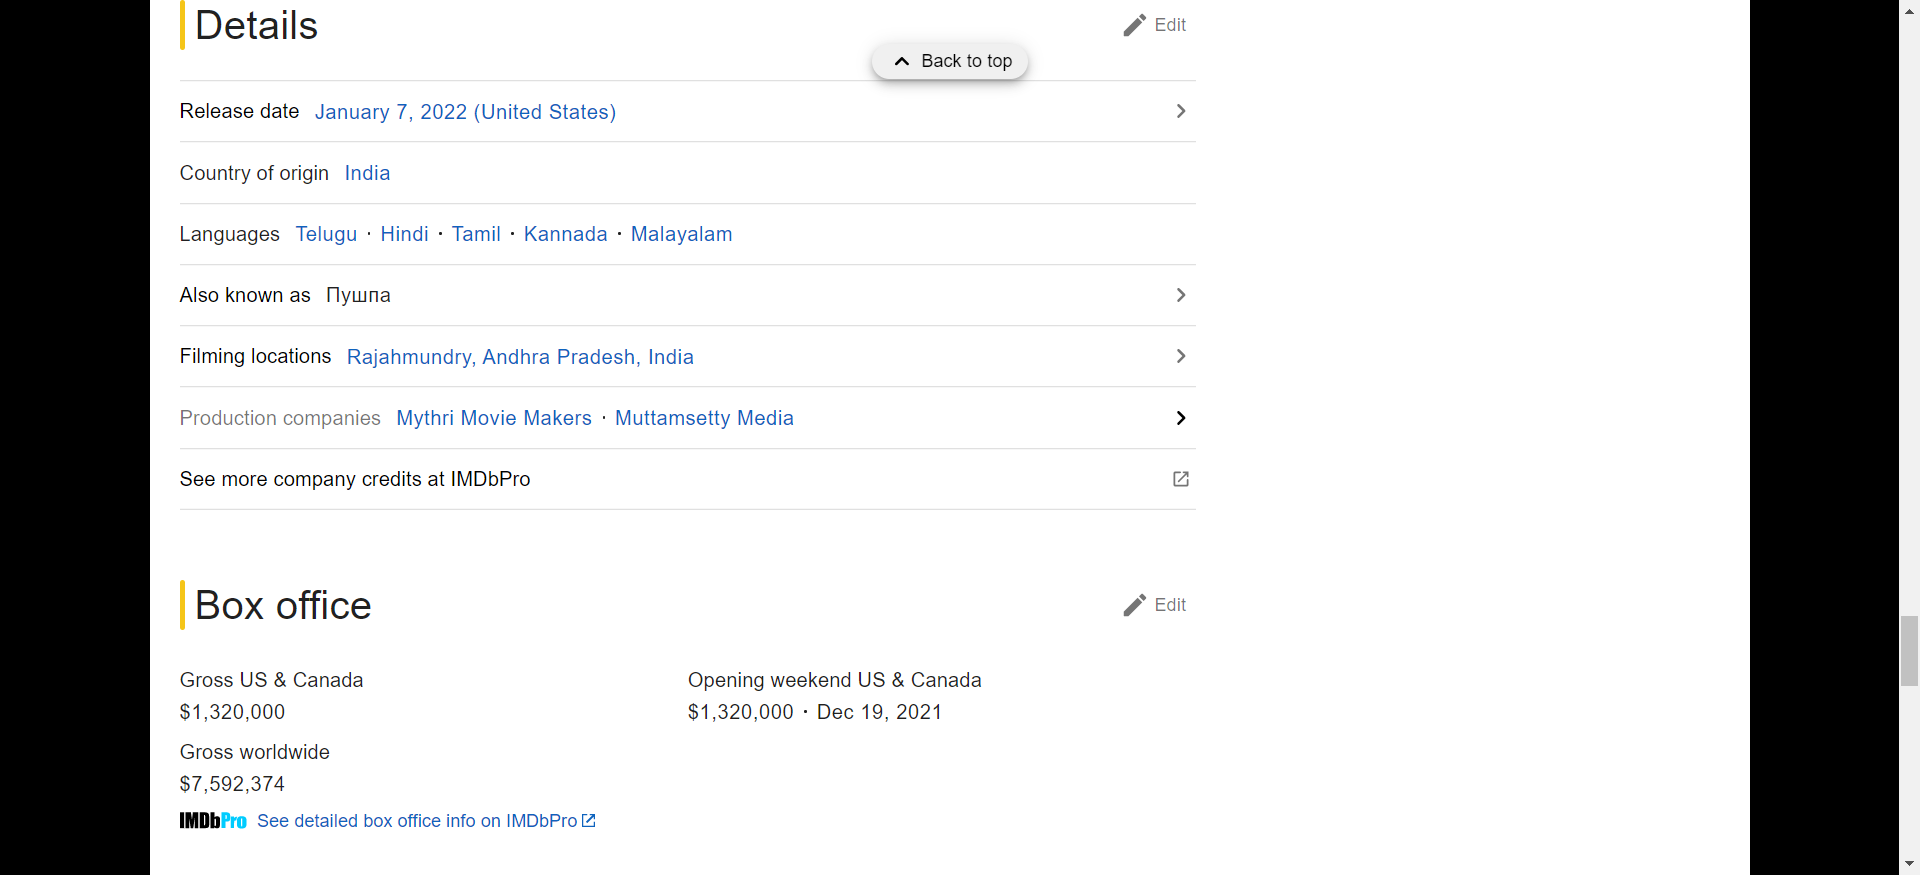 Details
Edit
Back to top
Release date January 7, 2022 (United States)
Country of origin India
Languages Telugu · Hindi · Tamil · Kannada · Malayalam
Also known as Пушпа
Filming locations Rajahmundry, Andhra Pradesh, India
Production companies Mythri Movie Makers · Muttamsetty Media
See more company credits at IMDbPro
Box office
Edit
Gross US & Canada
$1,320,000
Opening weekend US & Canada
$1,320,000 · Dec 19, 2021
Gross worldwide
$7,592,374
IMDbPro See detailed box office info on IMDbPro